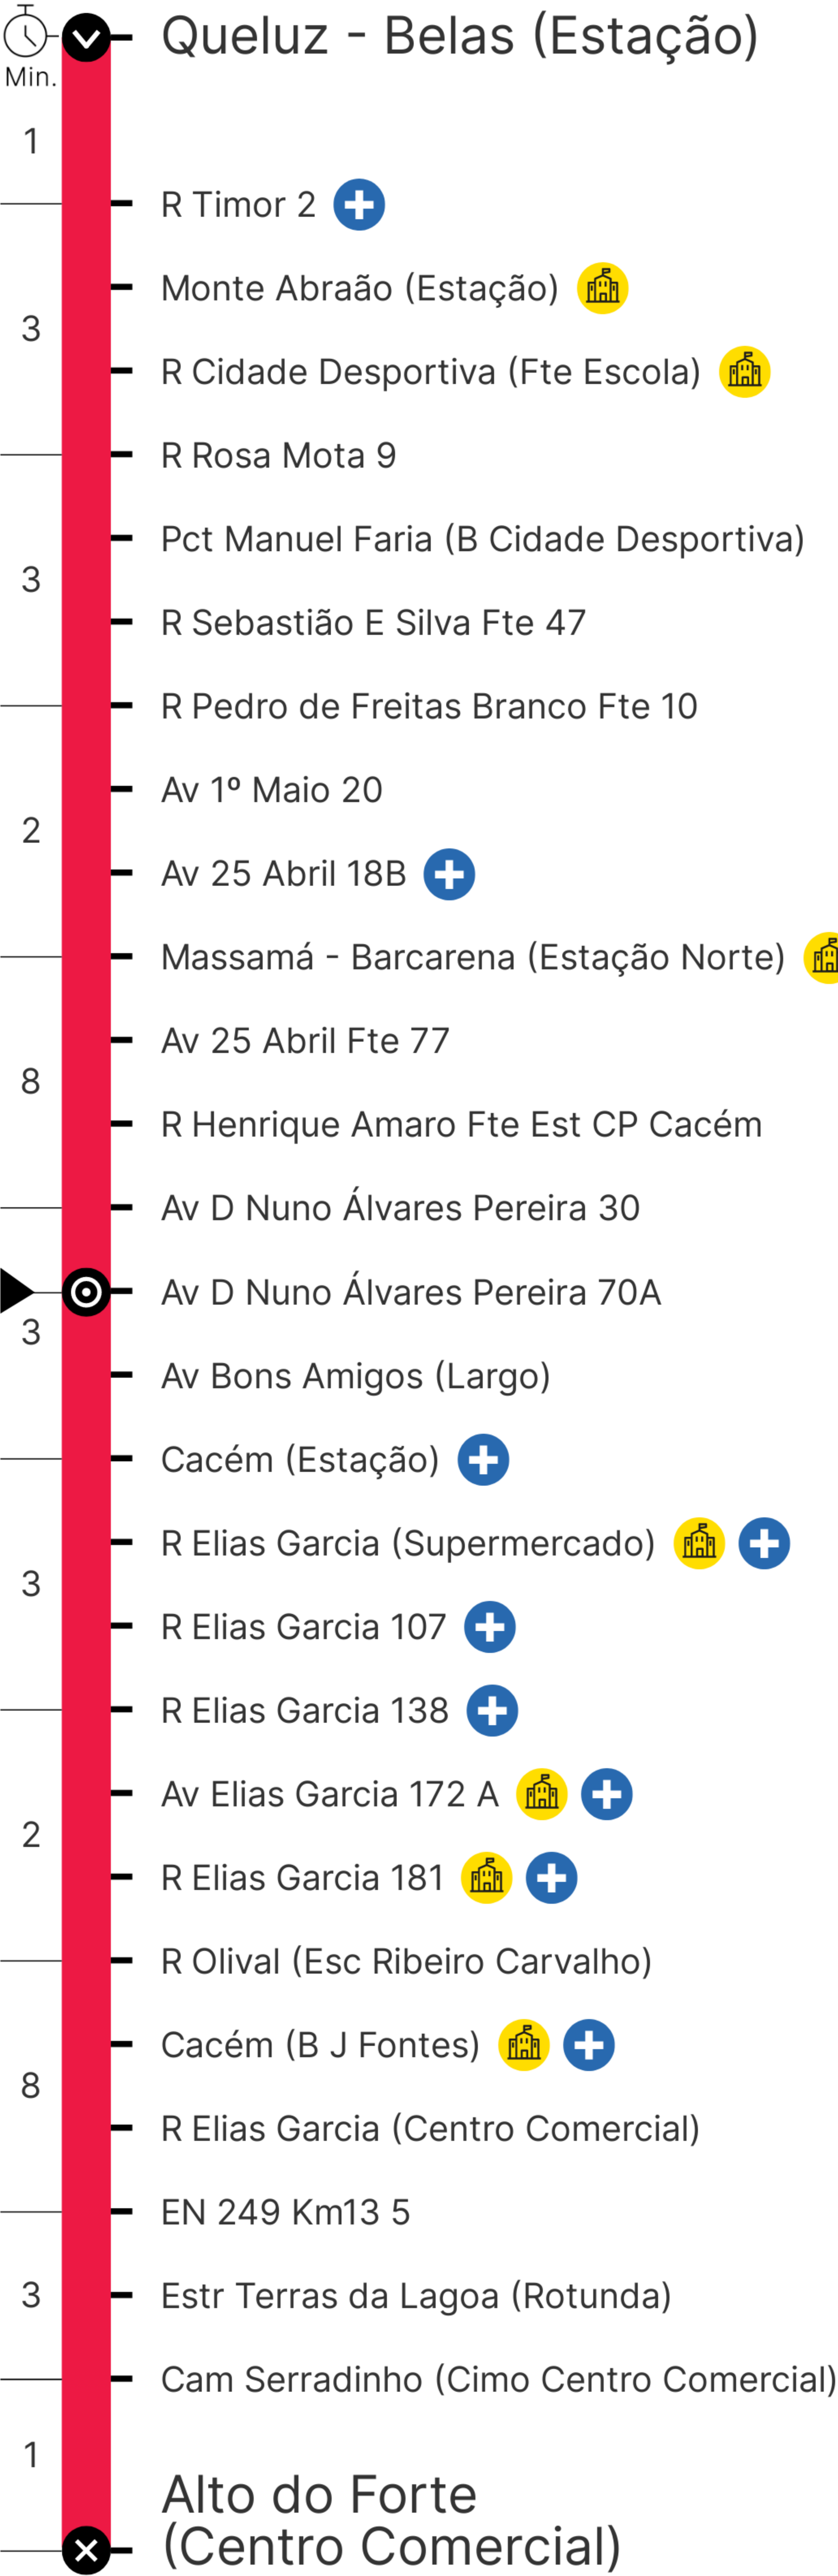 Queluz - Belas (Estação)
Min.
1
R Timor 2
Monte Abraão (Estação)
3
R Cidade Desportiva (Fte Escola)
R Rosa Mota 9
Pct Manuel Faria (B Cidade Desportiva)
3
R Sebastião E Silva Fte 47
R Pedro de Freitas Branco Fte 10
Av 1º Maio 20
2
Av 25 Abril 18B
Massamá - Barcarena (Estação Norte)
Av 25 Abril Fte 77
8
R Henrique Amaro Fte Est CP Cacém
Av D Nuno Álvares Pereira 30
Av D Nuno Álvares Pereira 70A
3
Av Bons Amigos (Largo)
Cacém (Estação)
R Elias Garcia (Supermercado)
3
R Elias Garcia 107
R Elias Garcia 138
Av Elias Garcia 172 A
2
R Elias Garcia 181
R Olival (Esc Ribeiro Carvalho)
Cacém (B J Fontes)
8
R Elias Garcia (Centro Comercial)
EN 249 Km13 5
3
Estr Terras da Lagoa (Rotunda)
Cam Serradinho (Cimo Centro Comercial)
1
Alto do Forte
(Centro Comercial)